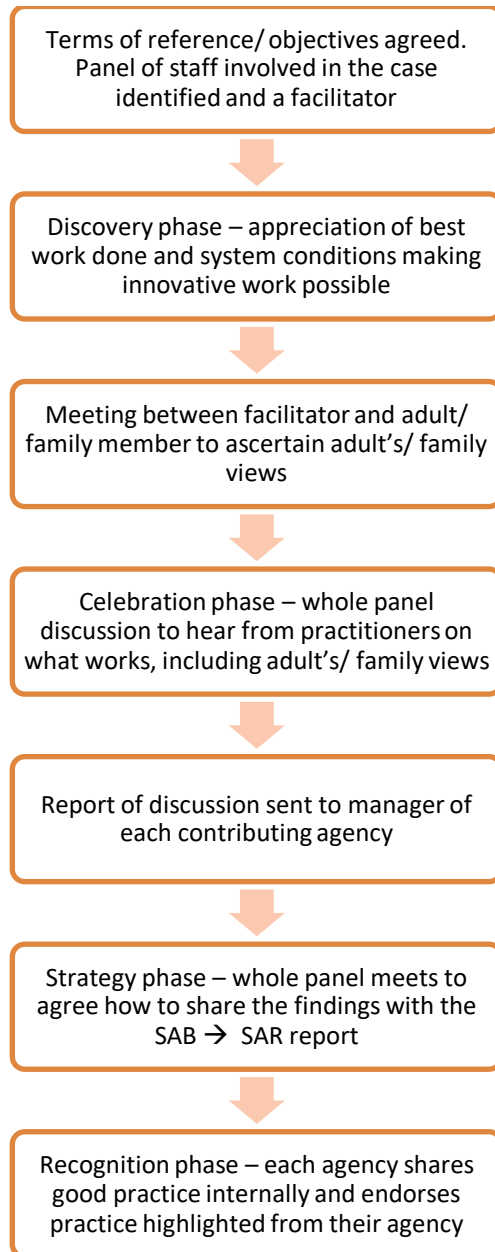 Terms of reference/ objectives agreed.
Panel of staff involved in the case
identified and a facilitator
Discovery phase – appreciation of best
work done and system conditions making
innovative work possible
Meeting between facilitator and adult/
family member to ascertain adult’s/ family
views
Celebration phase – whole panel
discussion to hear from practitioners on
what works, including adult’s/ family views
Report of discussion sent to manager of
each contributing agency
Strategy phase – whole panel meets to
agree how to share the findings with the
SAB → SAR report
Recognition phase – each agency shares
good practice internally and endorses
practice highlighted from their agency